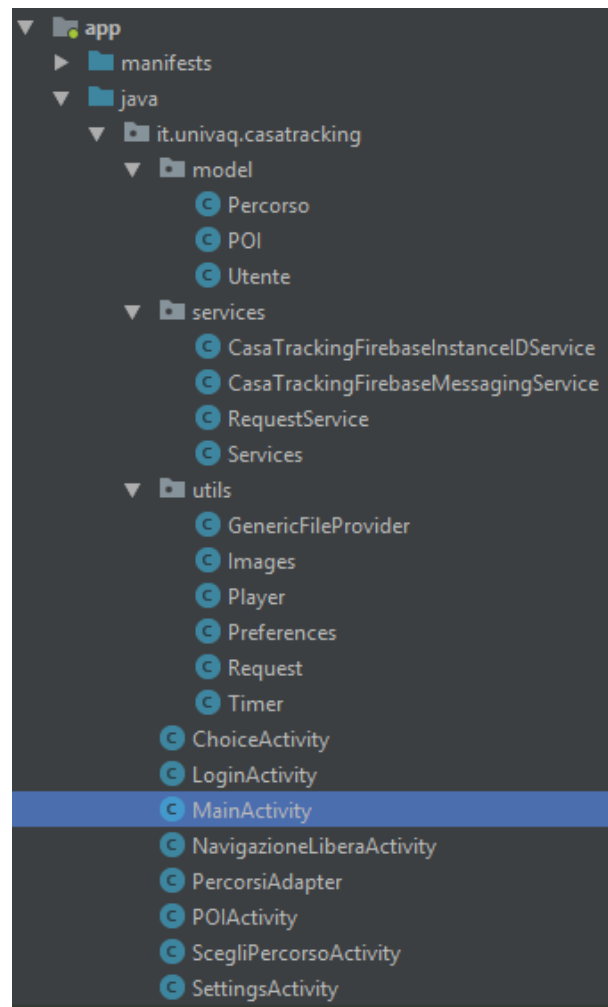 app
manifests
java
it.univaq.casatracking
model
C Percorso
C POI
C Utente
services
C CasaTrackingFirebaseInstanceIDService
C CasaTrackingFirebaseMessagingService
C RequestService
C Services
utils
C GenericFileProvider
C Images
C Player
C Preferences
C Request
C Timer
C ChoiceActivity
C LoginActivity
C MainActivity
C NavigazioneLiberaActivity
C PercorsiAdapter
C POIActivity
C ScegliPercorsoActivity
C SettingsActivity